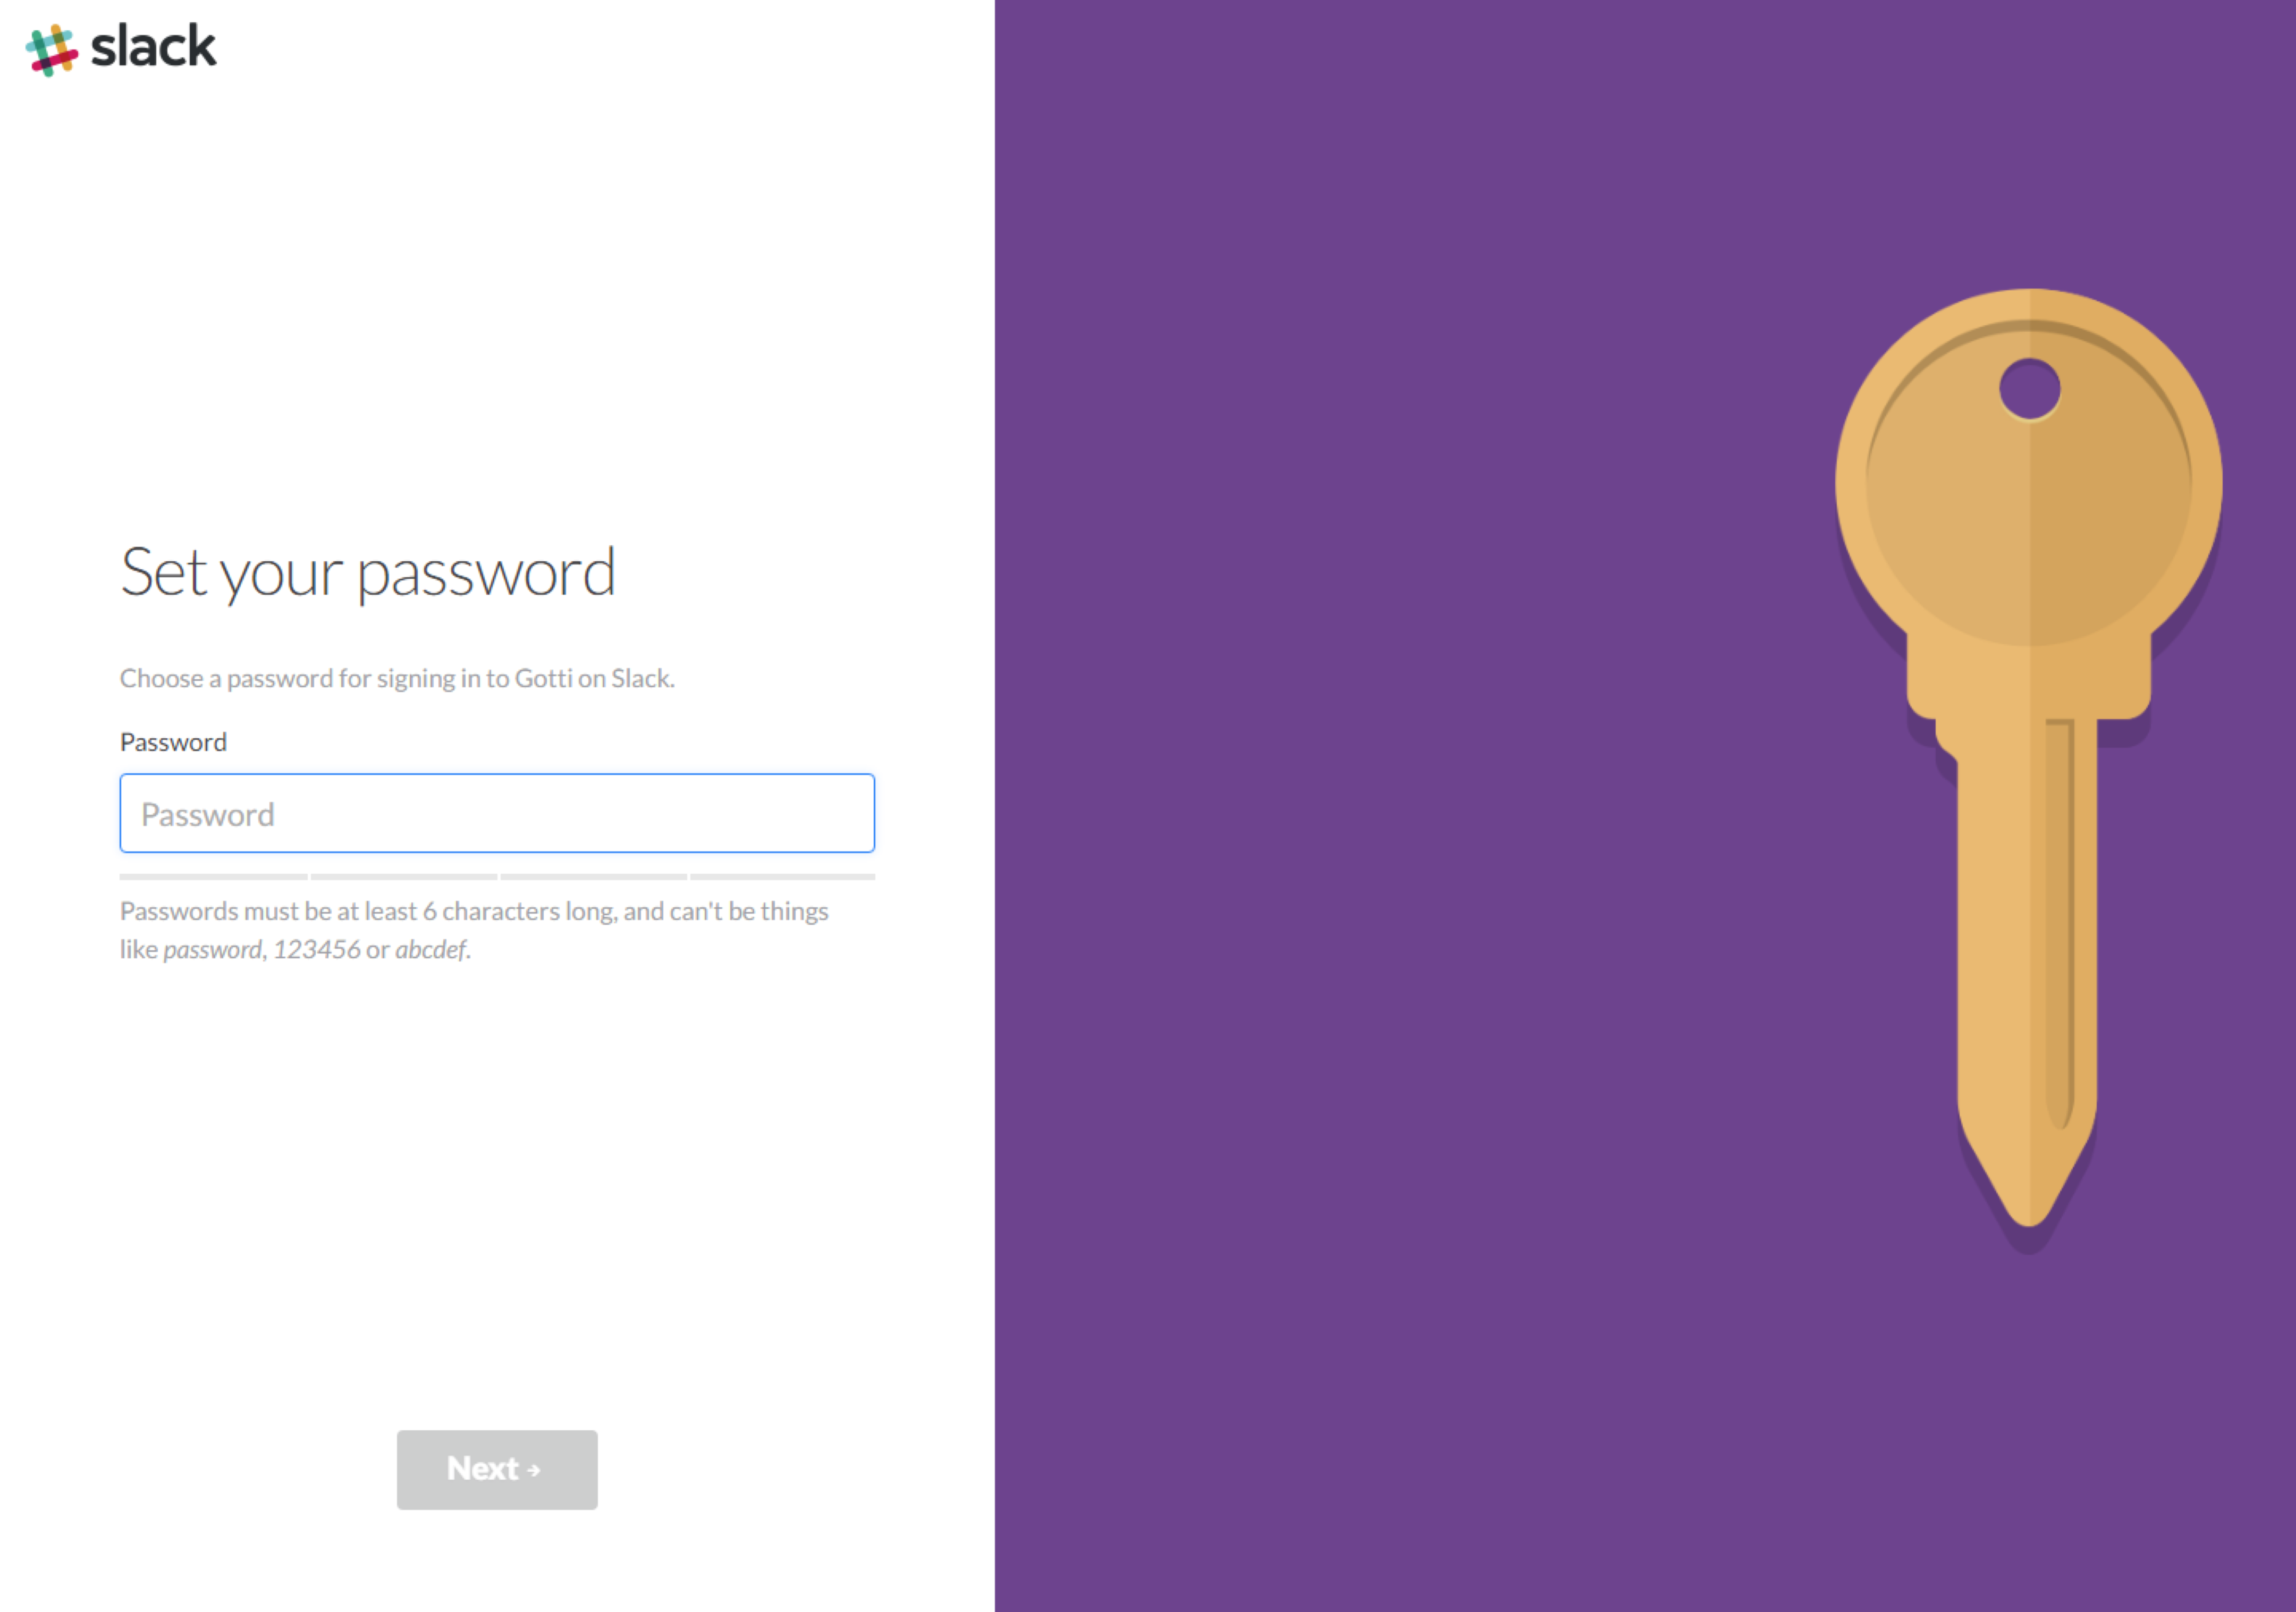 slack
Set your password
Choose a password for signing in to Gotti on Slack.
Password
Password
Passwords must be at least 6 characters long, and can't be things
like password, 123456 or abcdef.
Next →